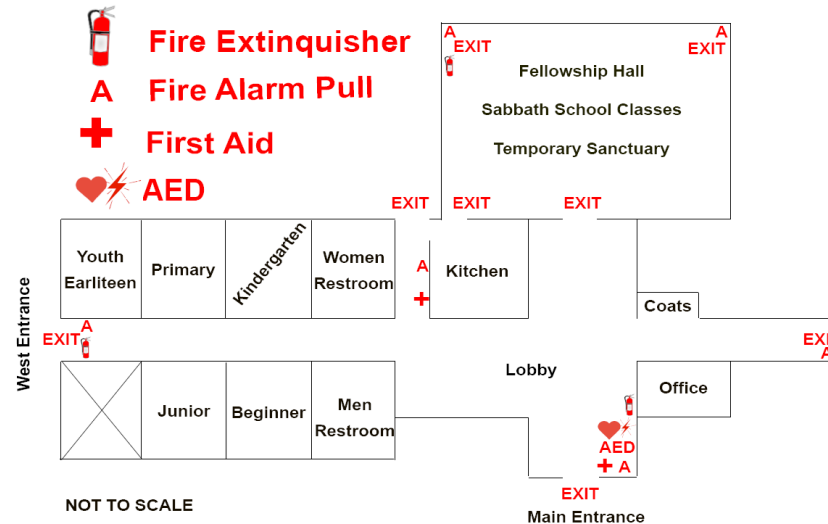 Fire Extinguisher
A Fire Alarm Pull
First Aid
AED
A
EXIT
A
EXIT
Fellowship Hall
Sabbath School Classes
Temporary Sanctuary
EXIT
EXIT
EXIT
Youth
Earliteen
Primary
Kindergarten
Women
Restroom
A
Kitchen
Coats
West Entrance
EXIT
A
EXIT
A
Lobby
Office
Junior
Beginner
Men
Restroom
AED
A
EXIT
Main Entrance
NOT TO SCALE